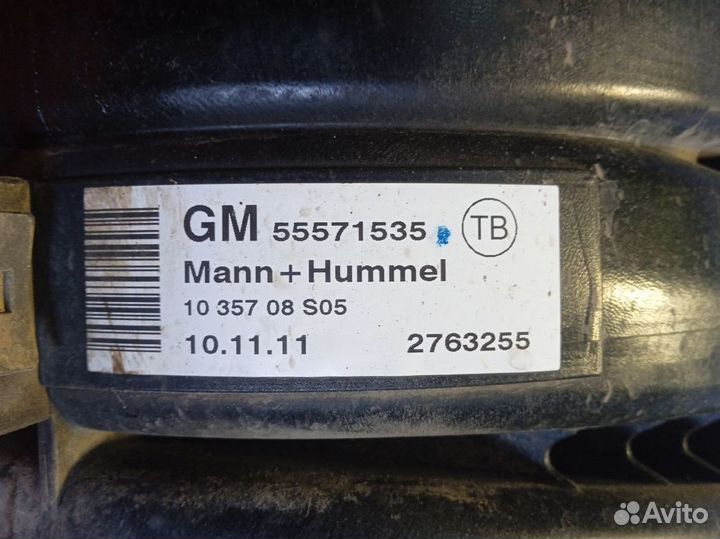 GM 55571535 TB
Mann+Hummel
10 357 08 S05
10.11.11 2763255
Avito